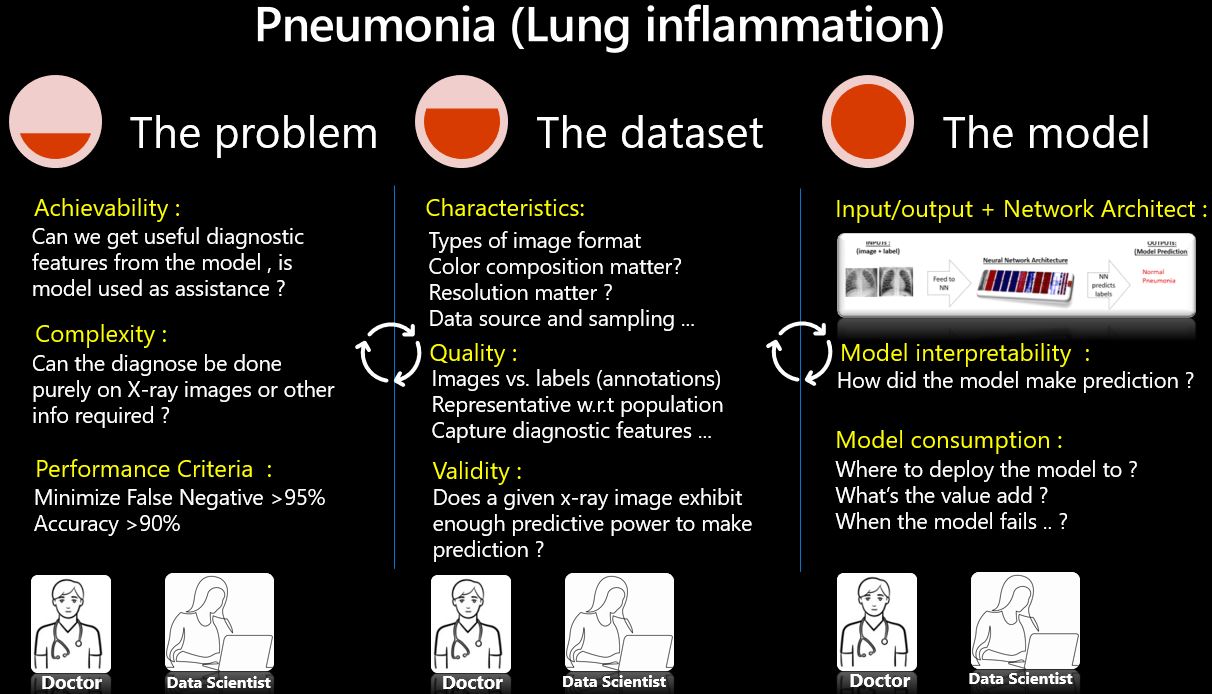 Pneumonia (Lung inflammation)
The problem
Achievability :
Can we get useful diagnostic
features from the model , is
model used as assistance ?
Complexity :
Can the diagnose be done
purely on X-ray images or other
info required ?
Performance Criteria :
Minimize False Negative >95%
Accuracy >90%
Doctor
Data Scientist
The dataset
Characteristics:
Types of image format
Color composition matter?
Resolution matter ?
Data source and sampling ...
Quality :
Images vs. labels (annotations)
Representative w.r.t population
Capture diagnostic features ...
Validity :
Does a given x-ray image exhibit
enough predictive power to make
prediction ?
Doctor
Data Scientist
The model
Input/output + Network Architect :
INPUTS :
(image + label)
Feed to
NN
Neural Network Architecture
NN
predicts
labels
OUTPUTS:
(Model Prediction
Normal
Pneumonia
Model interpretability :
How did the model make prediction ?
Model consumption :
Where to deploy the model to ?
What's the value add ?
When the model fails .. ?
Doctor
Data Scientist